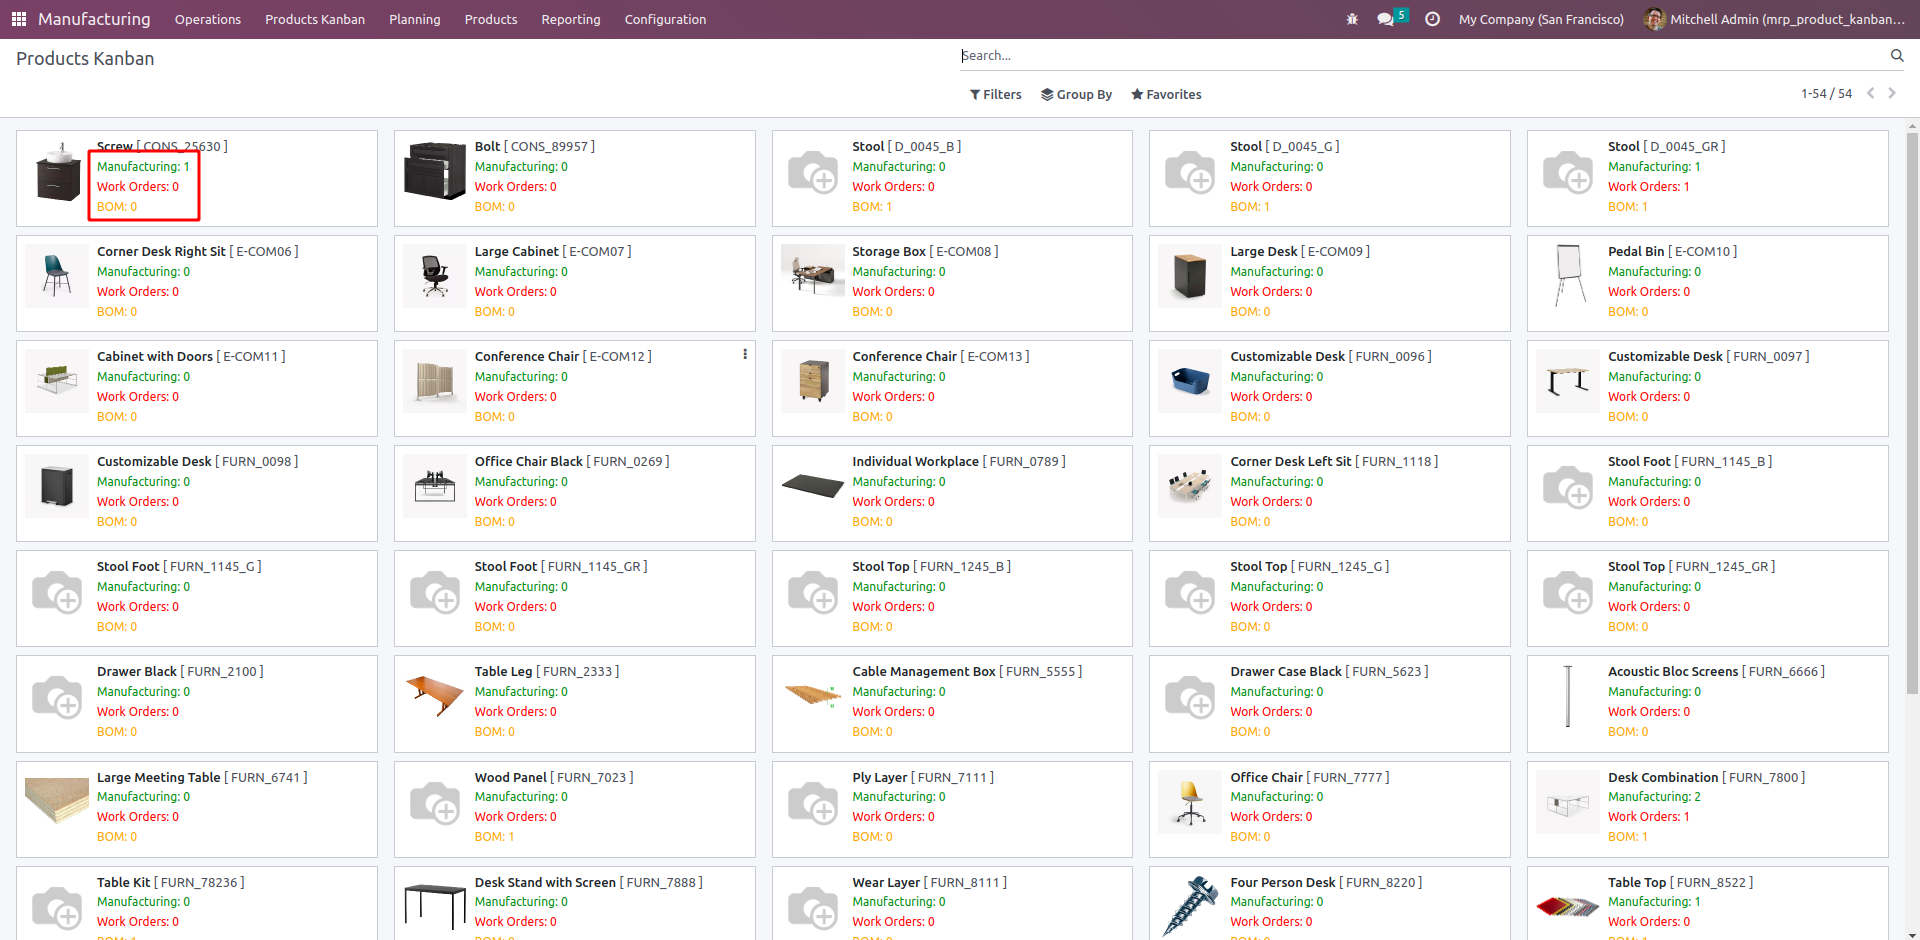 Manufacturing Operations Products Kanban Planning Products Reporting Configuration 5 My Company (San Francisco) Mitchell Admin (mrp_product_kanban...
Products Kanban
Search...
Filters Group By Favorites 1-54 / 54
Screw [ CONS_25630 ]
Manufacturing: 1
Work Orders: 0
BOM: 0
Bolt [ CONS_89957 ]
Manufacturing: 0
Work Orders: 0
BOM: 0
Stool [ D_0045_B ]
Manufacturing: 0
Work Orders: 0
BOM: 1
Stool [ D_0045_G ]
Manufacturing: 0
Work Orders: 0
BOM: 1
Stool [ D_0045_GR ]
Manufacturing: 1
Work Orders: 1
BOM: 1
Corner Desk Right Sit [ E-COM06 ]
Manufacturing: 0
Work Orders: 0
BOM: 0
Large Cabinet [ E-COM07 ]
Manufacturing: 0
Work Orders: 0
BOM: 0
Storage Box [ E-COM08 ]
Manufacturing: 0
Work Orders: 0
BOM: 0
Large Desk [ E-COM09 ]
Manufacturing: 0
Work Orders: 0
BOM: 0
Pedal Bin [ E-COM10 ]
Manufacturing: 0
Work Orders: 0
BOM: 0
Cabinet with Doors [ E-COM11 ]
Manufacturing: 0
Work Orders: 0
BOM: 0
Conference Chair [ E-COM12 ]
Manufacturing: 0
Work Orders: 0
BOM: 0
Conference Chair [ E-COM13 ]
Manufacturing: 0
Work Orders: 0
BOM: 0
Customizable Desk [ FURN_0096 ]
Manufacturing: 0
Work Orders: 0
BOM: 0
Customizable Desk [ FURN_0097 ]
Manufacturing: 0
Work Orders: 0
BOM: 0
Customizable Desk [ FURN_0098 ]
Manufacturing: 0
Work Orders: 0
BOM: 0
Office Chair Black [ FURN_0269 ]
Manufacturing: 0
Work Orders: 0
BOM: 0
Individual Workplace [ FURN_0789 ]
Manufacturing: 0
Work Orders: 0
BOM: 0
Corner Desk Left Sit [ FURN_1118 ]
Manufacturing: 0
Work Orders: 0
BOM: 0
Stool Foot [ FURN_1145_B ]
Manufacturing: 0
Work Orders: 0
BOM: 0
Stool Foot [ FURN_1145_G ]
Manufacturing: 0
Work Orders: 0
BOM: 0
Stool Foot [ FURN_1145_GR ]
Manufacturing: 0
Work Orders: 0
BOM: 0
Stool Top [ FURN_1245_B ]
Manufacturing: 0
Work Orders: 0
BOM: 0
Stool Top [ FURN_1245_G ]
Manufacturing: 0
Work Orders: 0
BOM: 0
Stool Top [ FURN_1245_GR ]
Manufacturing: 0
Work Orders: 0
BOM: 0
Drawer Black [ FURN_2100 ]
Manufacturing: 0
Work Orders: 0
BOM: 0
Table Leg [ FURN_2333 ]
Manufacturing: 0
Work Orders: 0
BOM: 0
Cable Management Box [ FURN_5555 ]
Manufacturing: 0
Work Orders: 0
BOM: 0
Drawer Case Black [ FURN_5623 ]
Manufacturing: 0
Work Orders: 0
BOM: 0
Acoustic Bloc Screens [ FURN_6666 ]
Manufacturing: 0
Work Orders: 0
BOM: 0
Large Meeting Table [ FURN_6741 ]
Manufacturing: 0
Work Orders: 0
BOM: 0
Wood Panel [ FURN_7023 ]
Manufacturing: 0
Work Orders: 0
BOM: 1
Ply Layer [ FURN_7111 ]
Manufacturing: 0
Work Orders: 0
BOM: 0
Office Chair [ FURN_7777 ]
Manufacturing: 0
Work Orders: 0
BOM: 0
Desk Combination [ FURN_7800 ]
Manufacturing: 2
Work Orders: 1
BOM: 1
Table Kit [ FURN_78236 ]
Manufacturing: 0
Work Orders: 0
Desk Stand with Screen [ FURN_7888 ]
Manufacturing: 0
Work Orders: 0
Wear Layer [ FURN_8111 ]
Manufacturing: 0
Work Orders: 0
Four Person Desk [ FURN_8220 ]
Manufacturing: 0
Work Orders: 0
Table Top [ FURN_8522 ]
Manufacturing: 1
Work Orders: 0